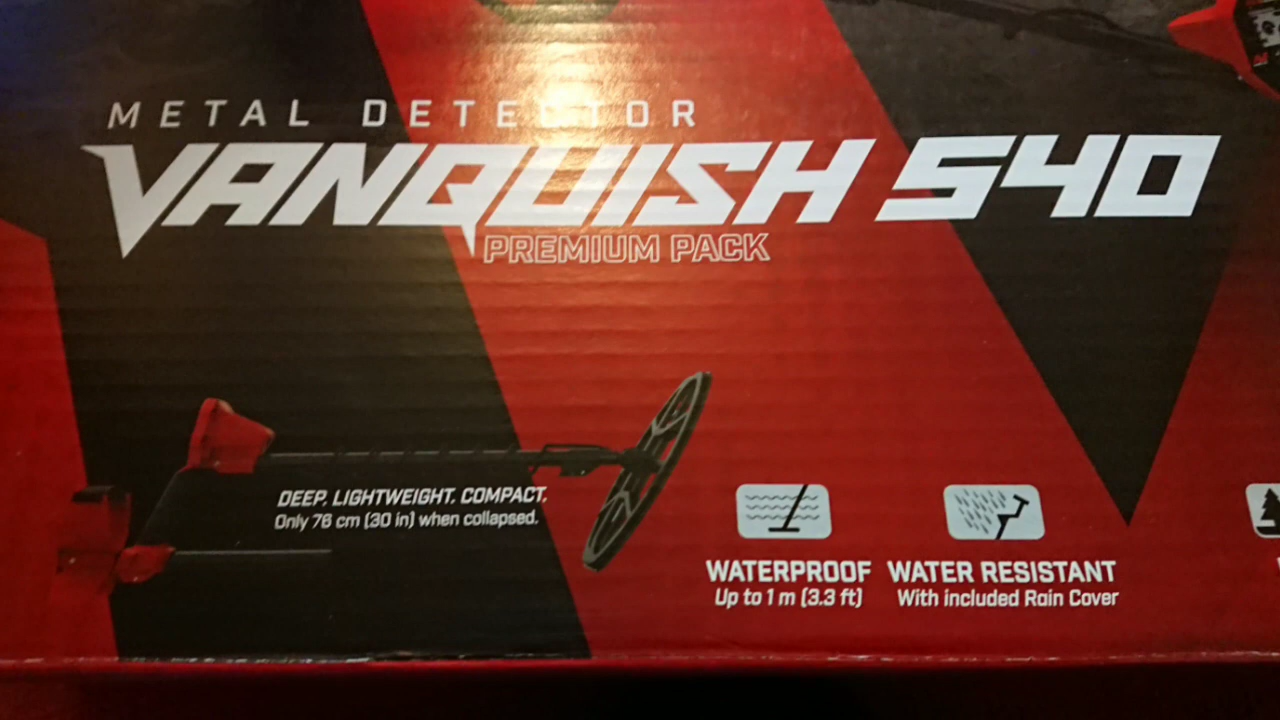 METAL DETECTOR
VANQUISH 540
PREMIUM PACK
DEEP. LIGHTWEIGHT. COMPACT.
Only 76 cm (30 in) when collapsed.
WATERPROOF
Up to 1 m (3.3 ft)
WATER RESISTANT
With included Rain Cover